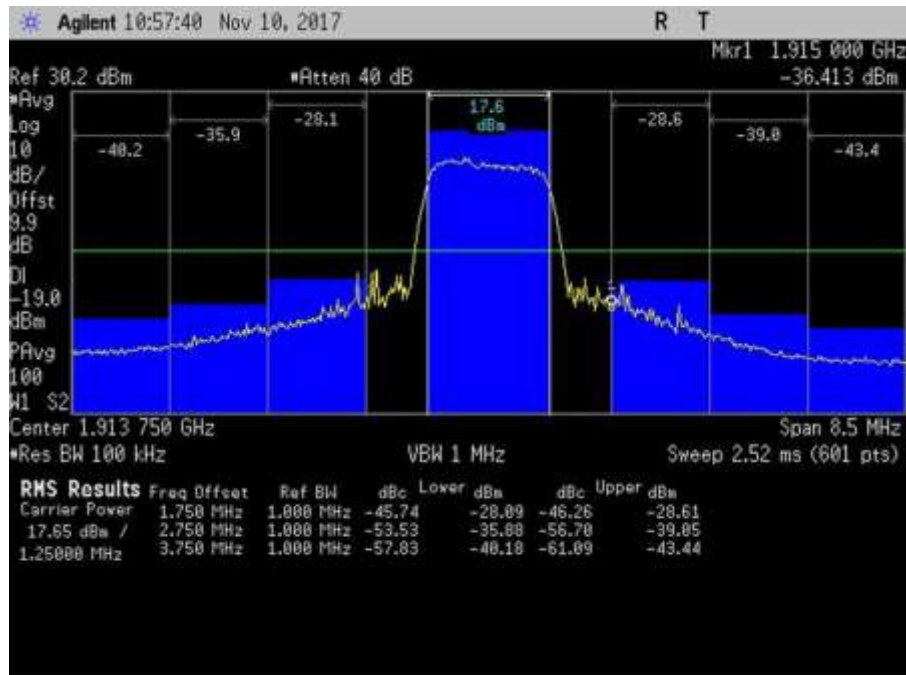 Agilent 10:57:40 Nov 10, 2017 R T
Mkr1 1.915 000 GHz
Ref 30.2 dBm #Atten 40 dB -36.413 dBm
#Avg
Log
10
dB/
Offst
9.9
dB
DI
-19.0
dBm
PAvg
100
W1 S2
-40.2
-35.9
-28.1
17.6
dBm
-28.6
-39.0
-43.4
1
Center 1.913 750 GHz Span 8.5 MHz
#Res BW 100 kHz VBW 1 MHz Sweep 2.52 ms (601 pts)
RMS Results Freq Offset Ref BW dBc Lower dBm dBc Upper dBm
Carrier Power 1.750 MHz 1.000 MHz -45.74 -28.09 -46.26 -28.61
17.65 dBm / 2.750 MHz 1.000 MHz -53.53 -35.88 -56.70 -39.05
1.25000 MHz 3.750 MHz 1.000 MHz -57.83 -40.18 -61.09 -43.44